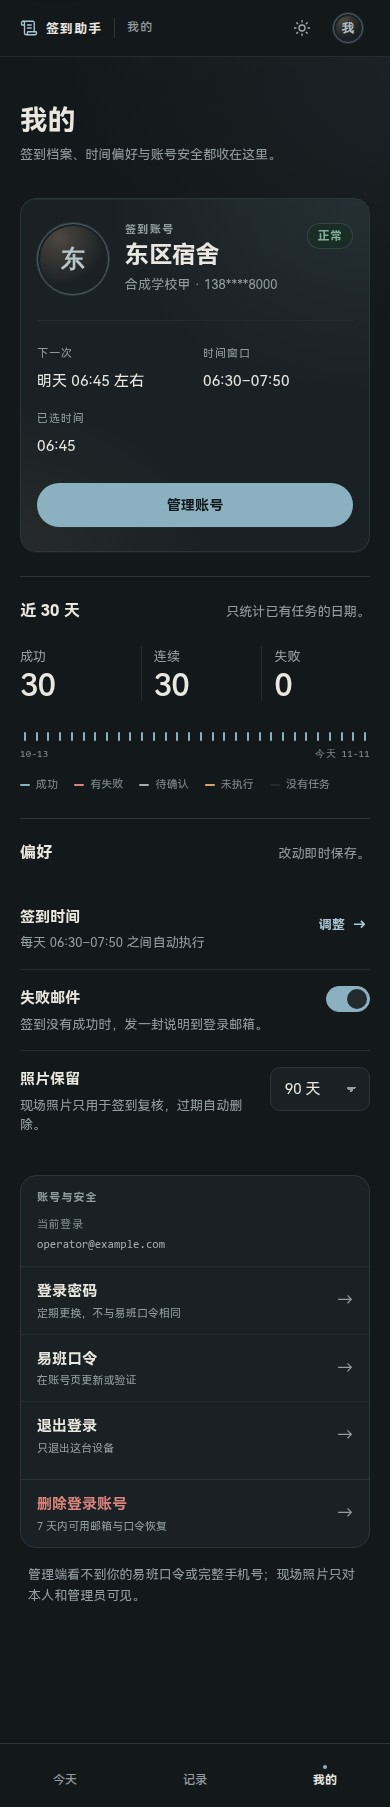 签到助手 我的 我
我的
签到档案、时间偏好与账号安全都收在这里。
东
签到账号
东区宿舍
正常
合成学校甲 · 138****8000
下一次 时间窗口
明天 06:45 左右 06:30–07:50
已选时间
06:45
管理账号
近 30 天 只统计已有任务的日期。
成功 连续 失败
30 30 0
10-13 今天 11-11
成功 有失败 待确认 未执行 没有任务
偏好 改动即时保存。
签到时间
每天 06:30–07:50 之间自动执行
调整 →
失败邮件
签到没有成功时，发一封说明到登录邮箱。
照片保留
现场照片只用于签到复核，过期自动删
除。
90 天
账号与安全
当前登录
operator@example.com
登录密码
定期更换，不与易班口令相同
→
易班口令
在账号页更新或验证
→
退出登录
只退出这台设备
→
删除登录账号
7 天内可用邮箱与口令恢复
→
管理端看不到你的易班口令或完整手机号；现场照片只对
本人和管理员可见。
今天 记录 我的